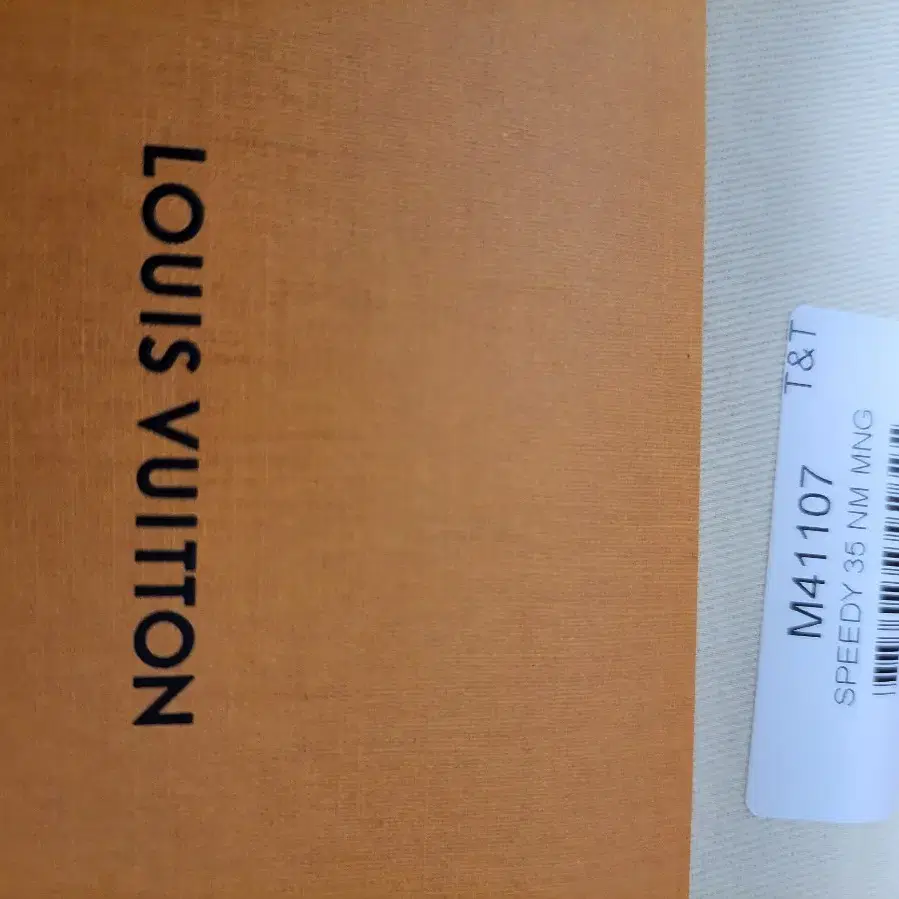 LOUIS VUITTON
T&T
M41107
SPEEDY 35 NM MNG